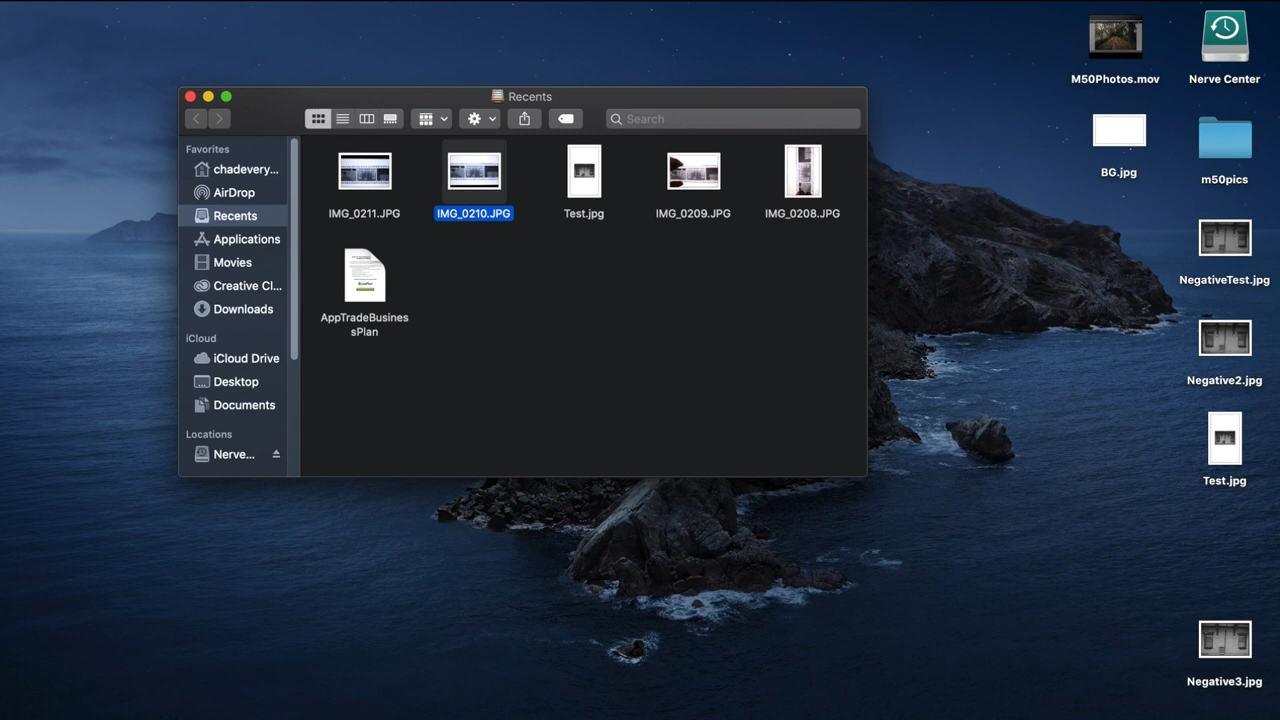 M50Photos.mov
Nerve Center
Recents
Search
Favorites
chadevery...
AirDrop
Recents
Applications
Movies
Creative Cl...
Downloads
iCloud
iCloud Drive
Desktop
Documents
Locations
Nerve...
IMG_0211.JPG
IMG_0210.JPG
Test.jpg
IMG_0209.JPG
IMG_0208.JPG
AppTradeBusines
sPlan
BG.jpg
m50pics
NegativeTest.jpg
Negative2.jpg
Test.jpg
Negative3.jpg